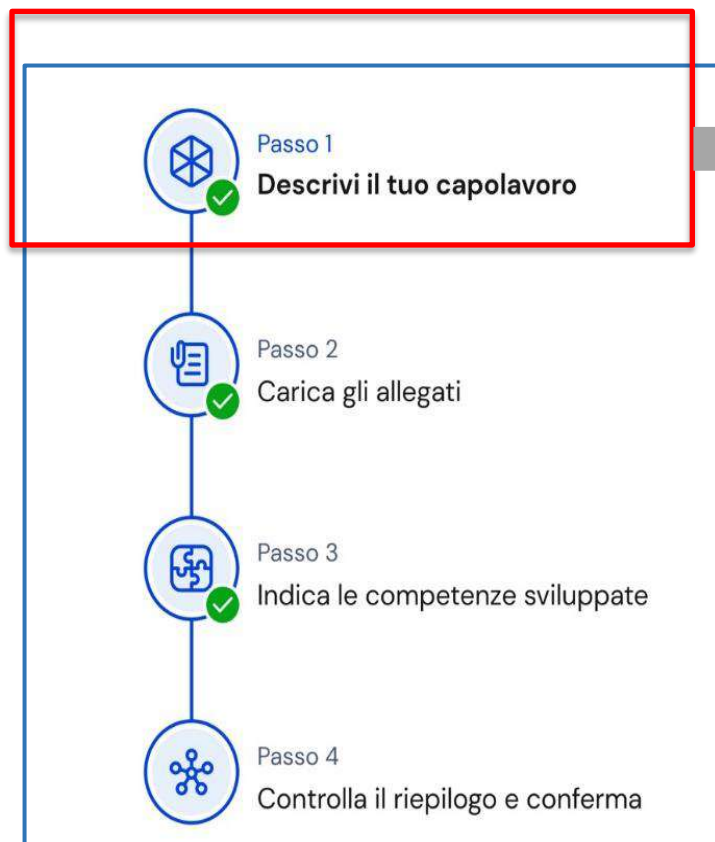 Passo 1
Descrivi il tuo capolavoro
Passo 2
Carica gli allegati
Passo 3
Indica le competenze sviluppate
Passo 4
Controlla il riepilogo e conferma